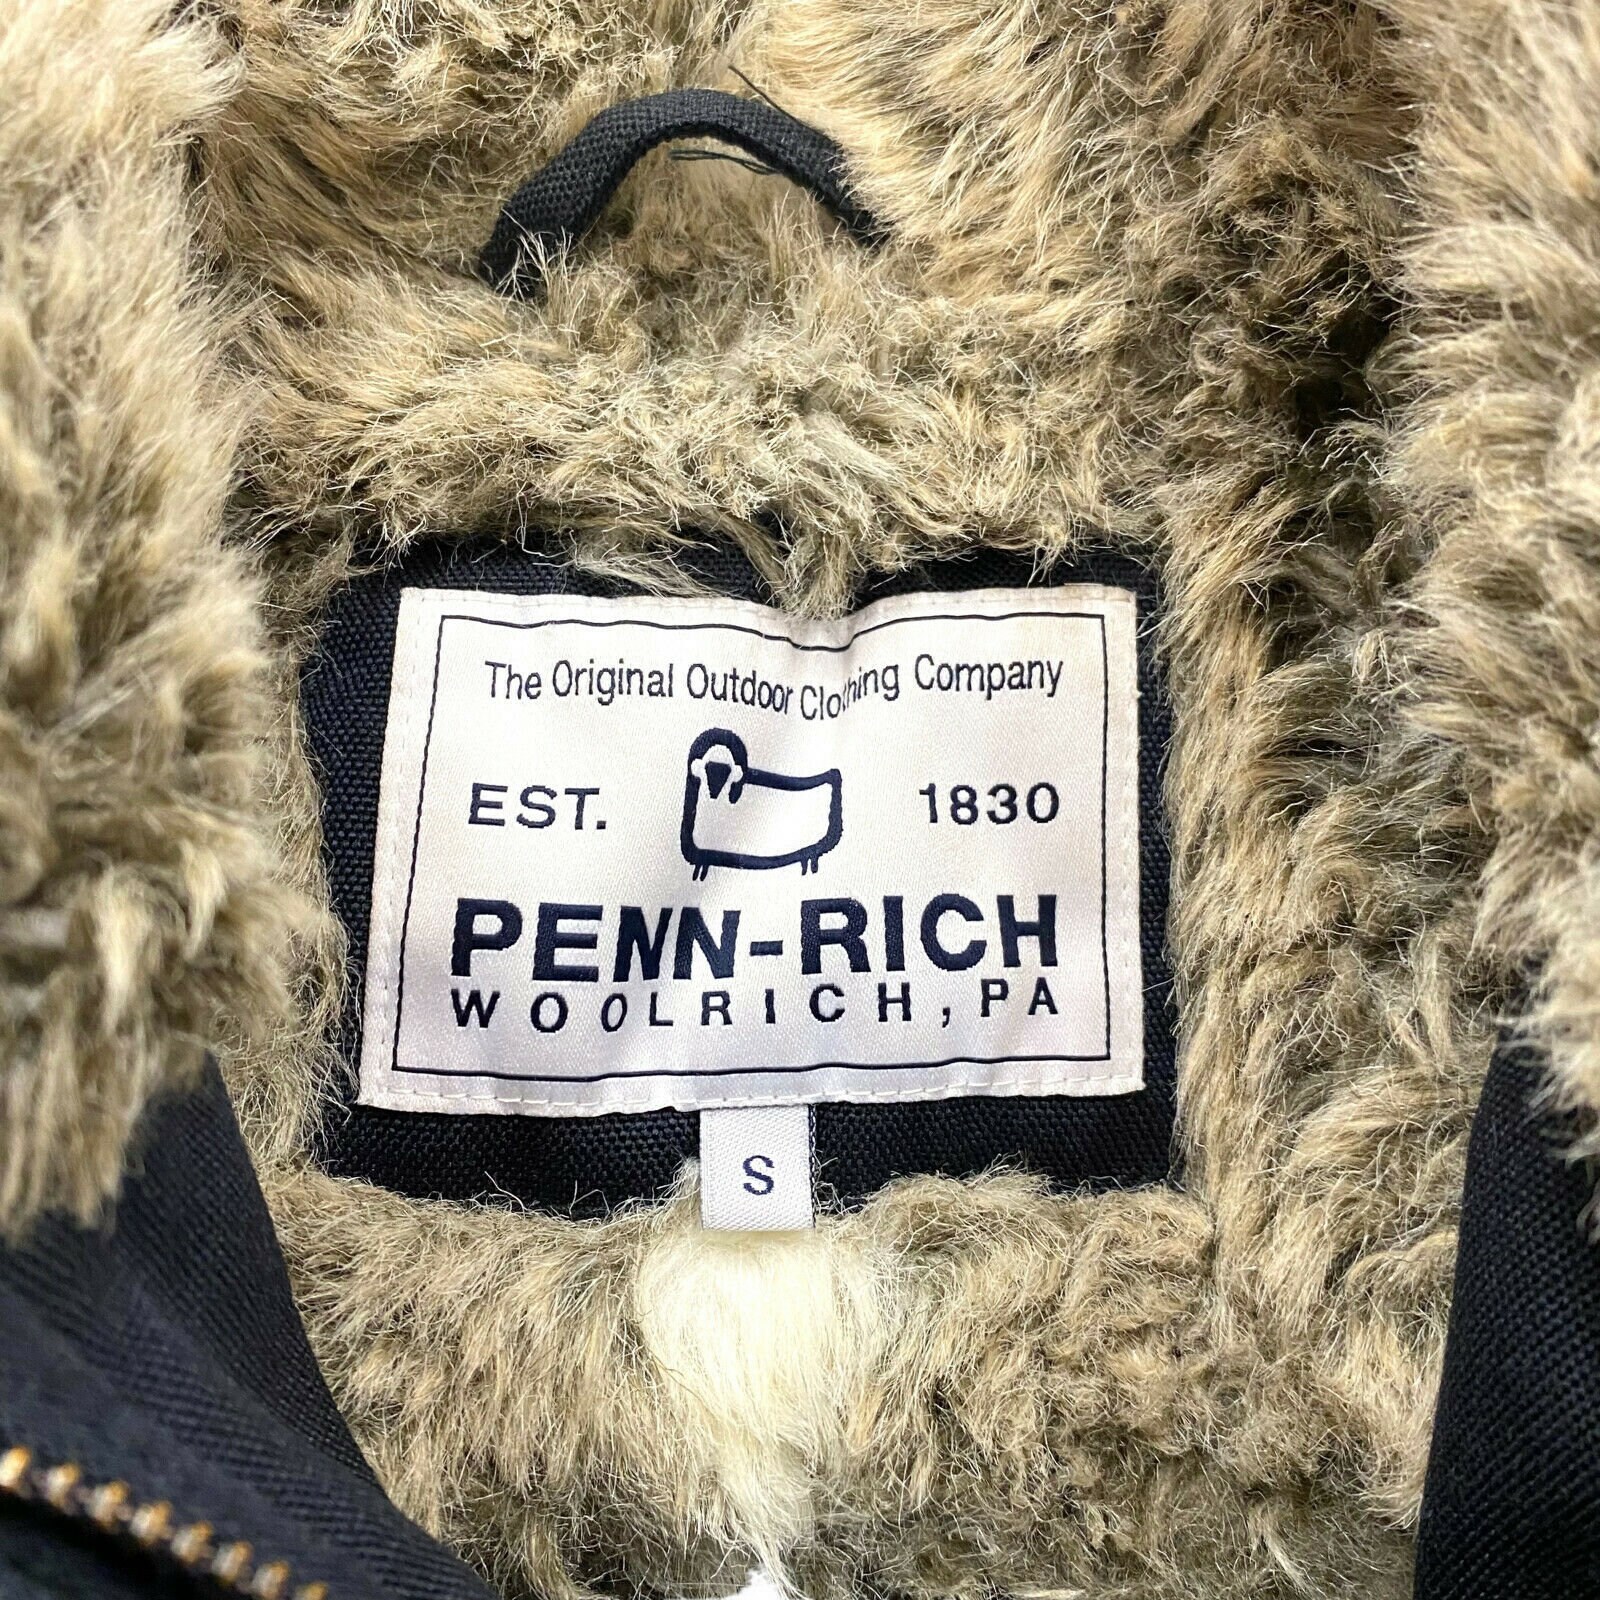 The Original Outdoor Clothing Company
EST. 1830
PENN-RICH
WOOLRICH, PA
S